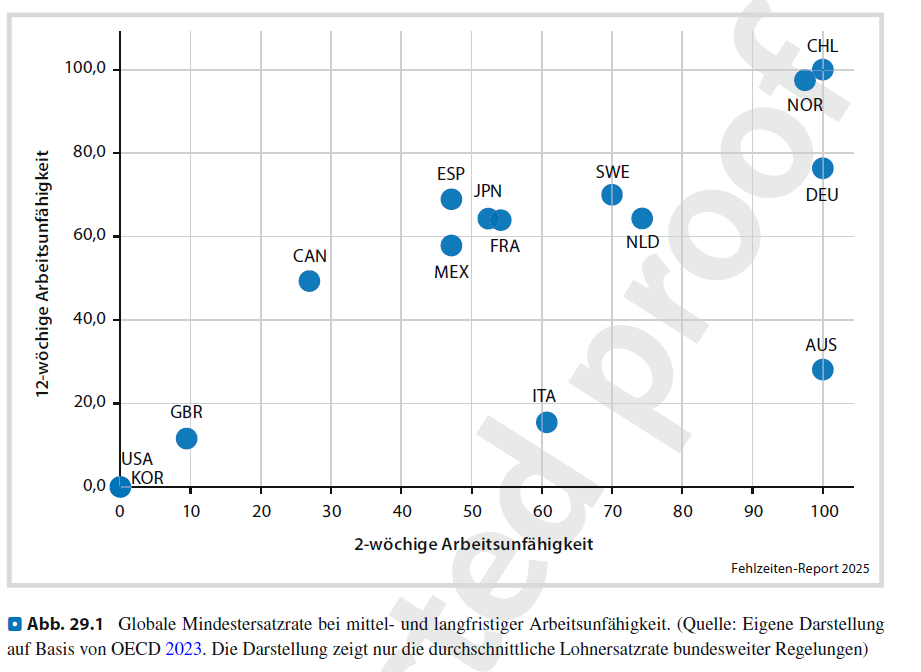 CHL
100,0
NOR
80,0
ESP
JPN
SWE
DEU
60,0
FRA
NLD
MEX
CAN
12-wöchige Arbeitsunfähigkeit
40,0
AUS
20,0
ITA
GBR
USA
KOR
0,0
0 10 20 30 40 50 60 70 80 90 100
2-wöchige Arbeitsunfähigkeit
Fehlzeiten-Report 2025
Abb. 29.1 Globale Mindestersatzrate bei mittel- und langfristiger Arbeitsunfähigkeit. (Quelle: Eigene Darstellung
auf Basis von OECD 2023. Die Darstellung zeigt nur die durchschnittliche Lohnersatzrate bundesweiter Regelungen)
sted proof